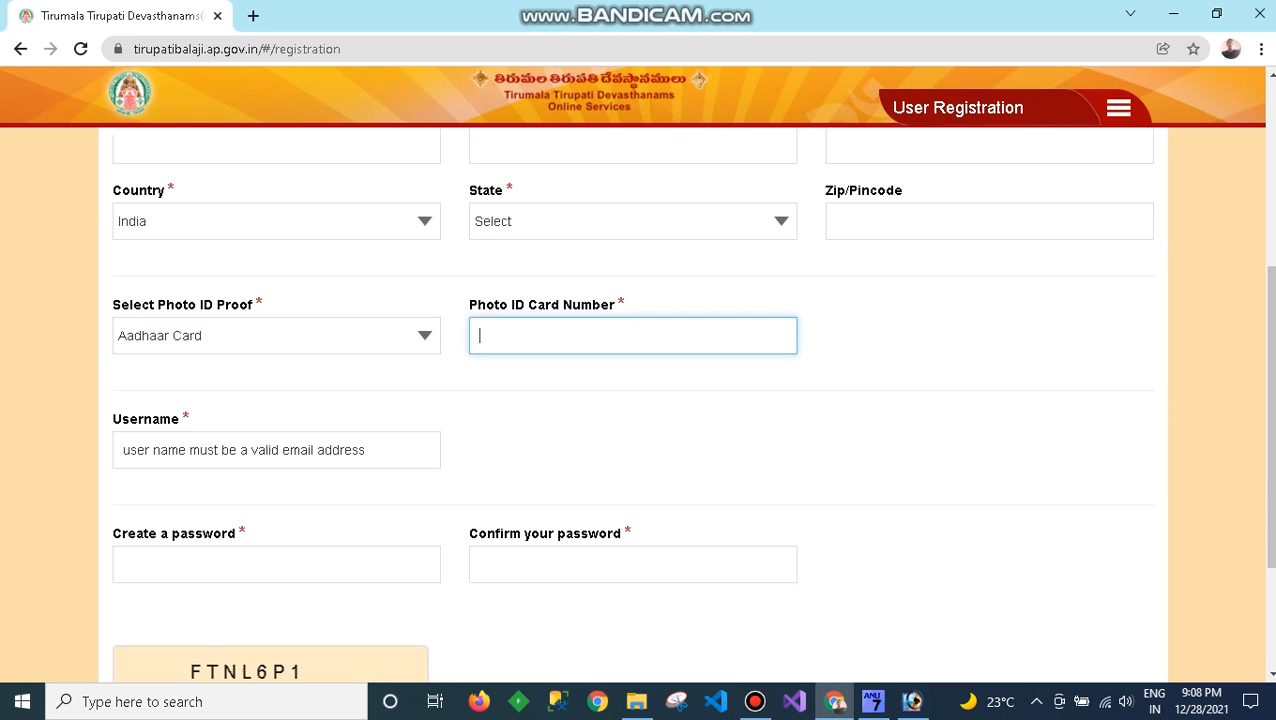 Tirumala Tirupati Devasthanams(
www.BANDICAM.com
tirupatibalaji.ap.gov.in/#/registration
తిరుమల తిరుపతి దేవస్థానములు
Tirumala Tirupati Devasthanams
Online Services
User Registration
Country *
State *
Zip/Pincode
India
Select
Select Photo ID Proof *
Photo ID Card Number *
Aadhaar Card
Username *
user name must be a valid email address
Create a password *
Confirm your password *
FTNL6P1
Type here to search
ANU
7
23°C
ENG
IN
9:08 PM
12/28/2021